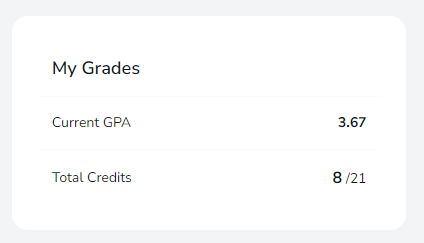 My Grades
Current GPA 3.67
Total Credits 8 /21